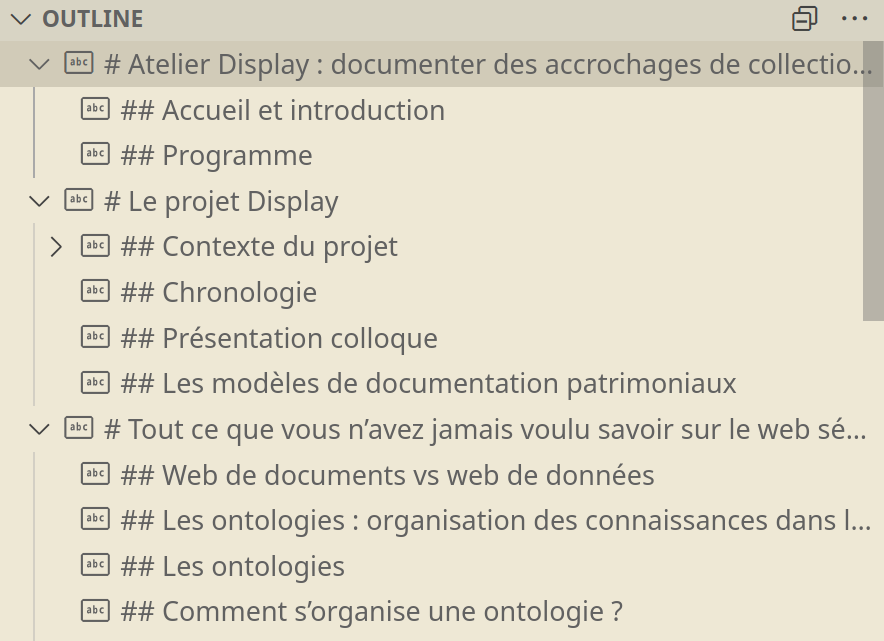 OUTLINE
abc # Atelier Display : documenter des accrochages de collectio...
abc ## Accueil et introduction
abc ## Programme
abc # Le projet Display
abc ## Contexte du projet
abc ## Chronologie
abc ## Présentation colloque
abc ## Les modèles de documentation patrimoniaux
abc # Tout ce que vous n’avez jamais voulu savoir sur le web sé...
abc ## Web de documents vs web de données
abc ## Les ontologies : organisation des connaissances dans l...
abc ## Les ontologies
abc ## Comment s’organise une ontologie ?